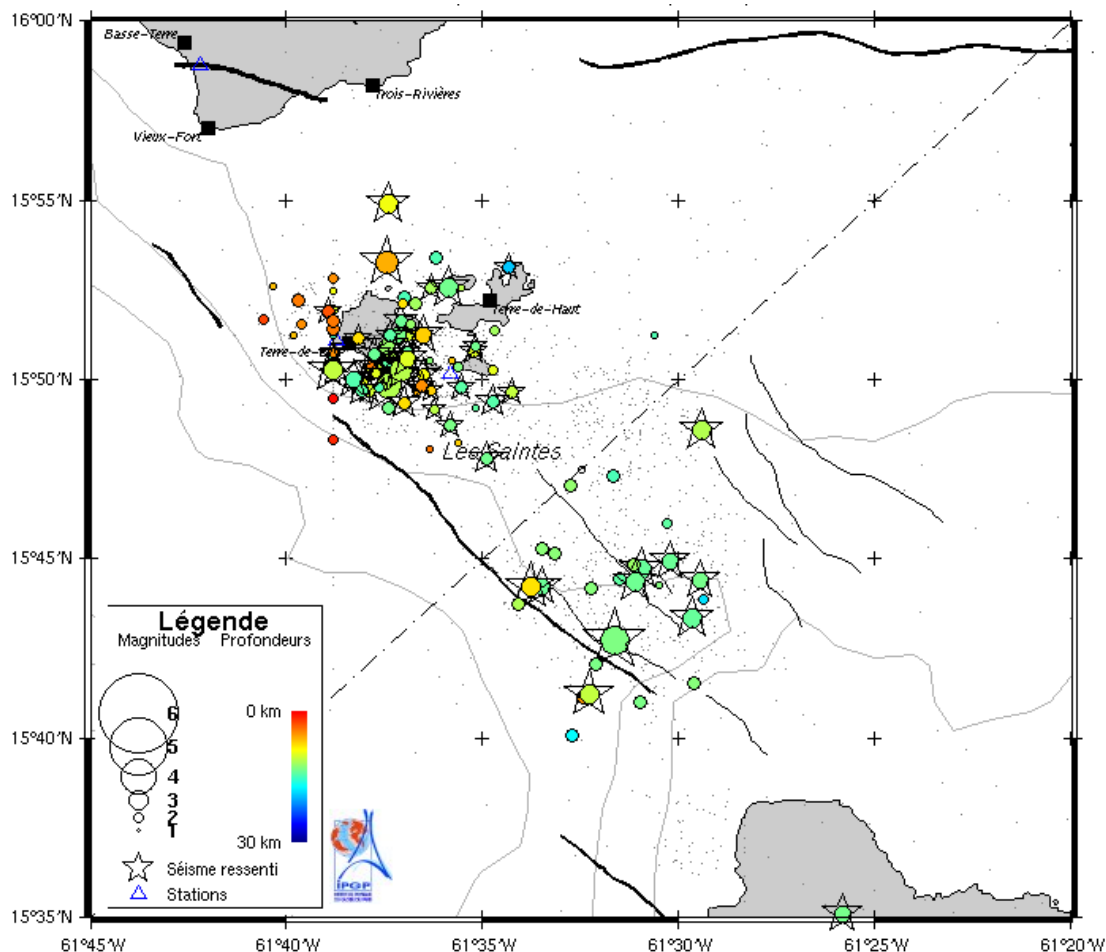 16°00'N
Basse-Terre
Trois-Rivières
Vieux-Fort
15°55'N
Terre-de-Haut
Terre-de-
15°50'N
Les Saintes
15°45'N
Légende
Magnitudes Profondeurs
0 km
6
5
4
3
2
1
30 km
15°40'N
Séisme ressenti
Stations
IPGP
15°35'N
61°45'W 61°40'W 61°35'W 61°30'W 61°25'W 61°20'W